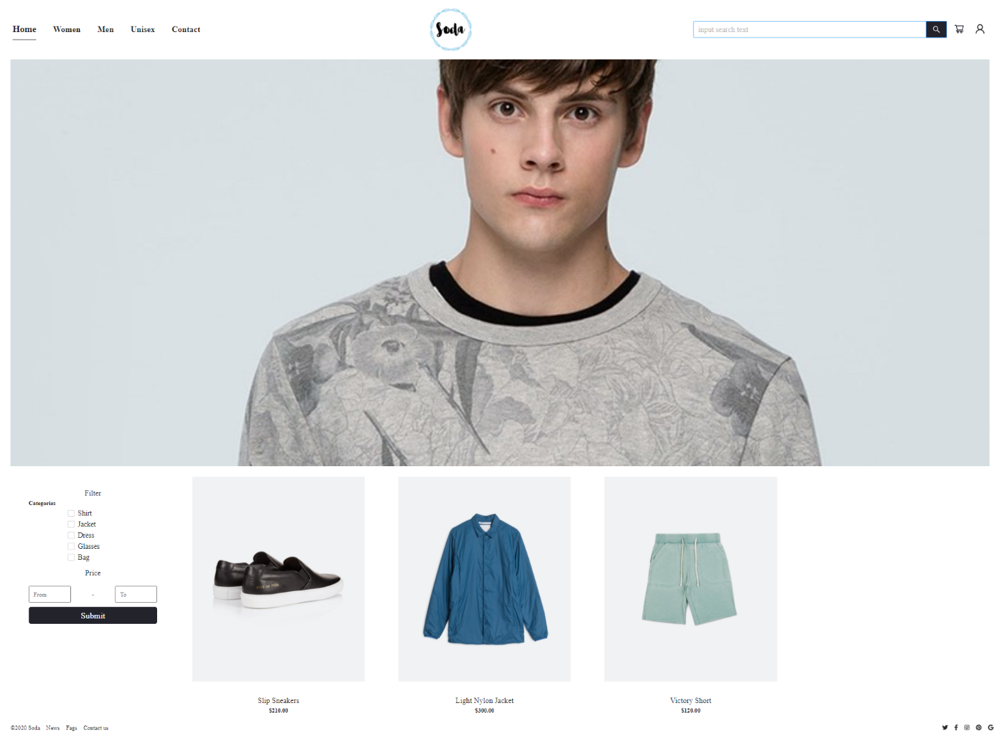 Home Women Men Unisex Contact
Soda
input search text
Filter
Categories
Shirt
Jacket
Dress
Glasses
Bag
Price
From - To
Submit
Slip Sneakers
$210.00
Light Nylon Jacket
$300.00
Victory Short
$120.00
©2020 Soda News Fags Contact us